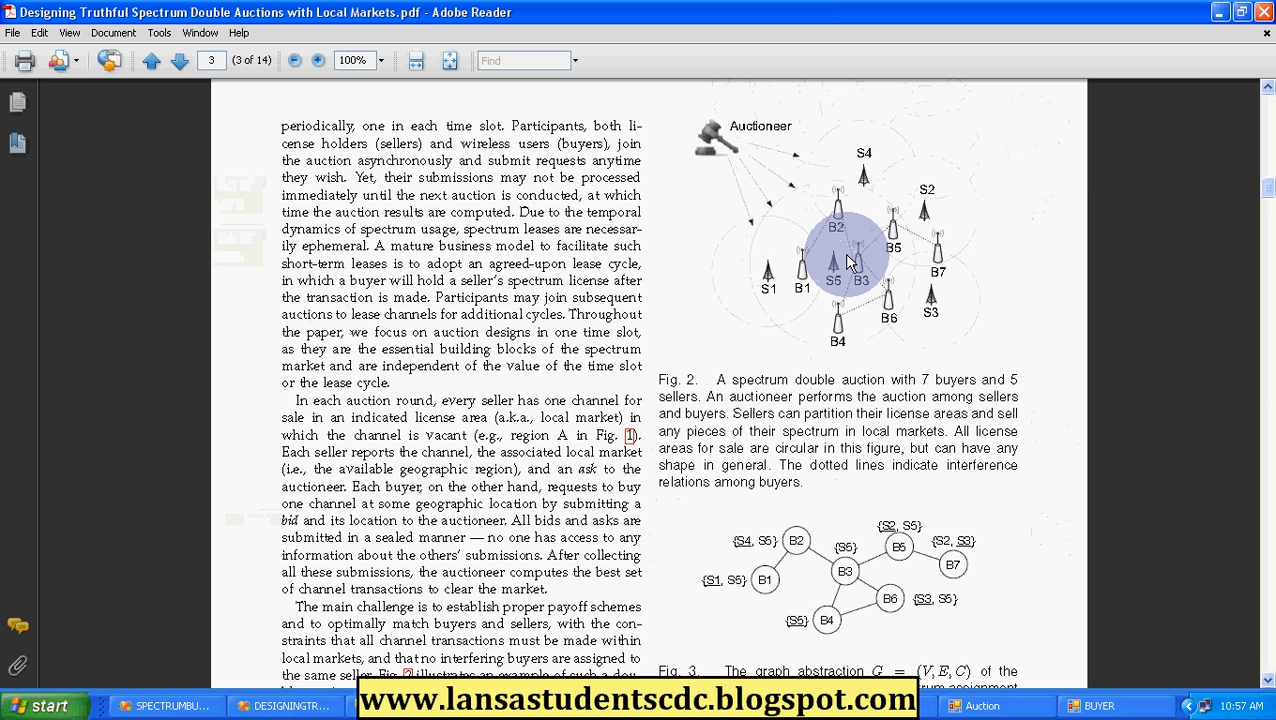 Designing Truthful Spectrum Double Auctions with Local Markets.pdf - Adobe Reader
File Edit View Document Tools Window Help
3 (3 of 14) 100% Find
periodically, one in each time slot. Participants, both li-
cense holders (sellers) and wireless users (buyers), join
the auction asynchronously and submit requests anytime
they wish. Yet, their submissions may not be processed
immediately until the next auction is conducted, at which
time the auction results are computed. Due to the temporal
dynamics of spectrum usage, spectrum leases are necessar-
ily ephemeral. A mature business model to facilitate such
short-term leases is to adopt an agreed-upon lease cycle,
in which a buyer will hold a seller's spectrum license after
the transaction is made. Participants may join subsequent
auctions to lease channels for additional cycles. Throughout
the paper, we focus on auction designs in one time slot,
as they are the essential building blocks of the spectrum
market and are independent of the value of the time slot
or the lease cycle.
In each auction round, every seller has one channel for
sale in an indicated license area (a.k.a., local market) in
which the channel is vacant (e.g., region A in Fig. 1).
Each seller reports the channel, the associated local market
(i.e., the available geographic region), and an ask to the
auctioneer. Each buyer, on the other hand, requests to buy
one channel at some geographic location by submitting a
bid and its location to the auctioneer. All bids and asks are
submitted in a sealed manner — no one has access to any
information about the others' submissions. After collecting
all these submissions, the auctioneer computes the best set
of channel transactions to clear the market.
The main challenge is to establish proper payoff schemes
and to optimally match buyers and sellers, with the con-
straints that all channel transactions must be made within
local markets, and that no interfering buyers are assigned to
the same seller. Fig. 2 illustrates an example of such a dou-
Auctioneer
S4
S2
B2
B5
B7
S1
B1
S5
B3
B6
S3
B4
Fig. 2. A spectrum double auction with 7 buyers and 5
sellers. An auctioneer performs the auction among sellers
and buyers. Sellers can partition their license areas and sell
any pieces of their spectrum in local markets. All license
areas for sale are circular in this figure, but can have any
shape in general. The dotted lines indicate interference
relations among buyers.
{S2, S5}
{S4, S5} B2 {S5} B5 {S2, S3}
B7
{S1, S5} B1 B3
B6 {S3, S5}
{S5} B4
Fig. 3. The graph abstraction G = (V, E, C) of the
www.lansastudentscdc.blogspot.com
start SPECTRUMBU... DESIGNINGTR... Auction BUYER 10:57 AM